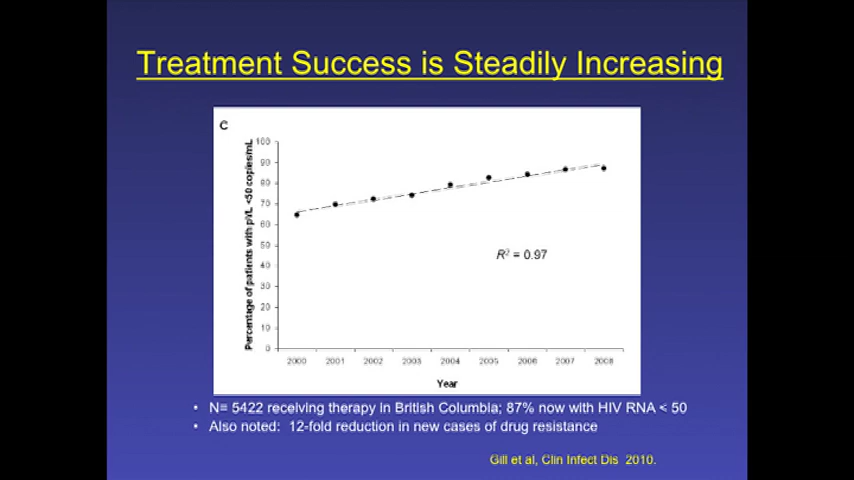 Treatment Success is Steadily Increasing
C
Percentage of patients with pVL <50 copies/mL
100
90
80
70
60
50
40
30
20
10
0
R² = 0.97
2000 2001 2002 2003 2004 2005 2006 2007 2008
Year
• N= 5422 receiving therapy in British Columbia; 87% now with HIV RNA < 50
• Also noted: 12-fold reduction in new cases of drug resistance
Gill et al, Clin Infect Dis 2010.